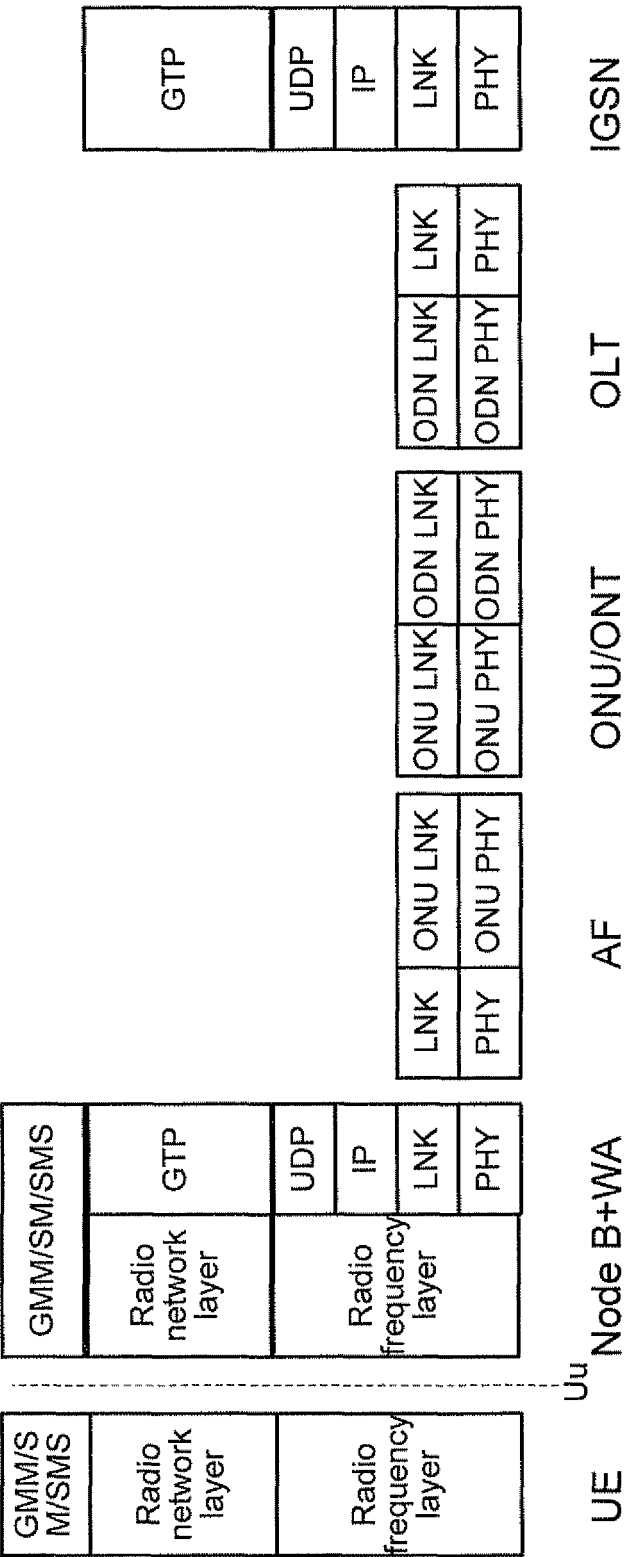 GMM/S
M/SMS
Radio
network
layer
Radio
frequency
layer
UE
Uu
GMM/SM/SMS
Radio
network
layer
GTP
Radio
frequency
layer
UDP
IP
LNK
PHY
Node B+WA
LNK
ONU LNK
PHY
ONU PHY
AF
ONU LNK
ODN LNK
ONU PHY
ODN PHY
ONU/ONT
ODN LNK
LNK
ODN PHY
PHY
OLT
GTP
UDP
IP
LNK
PHY
IGSN